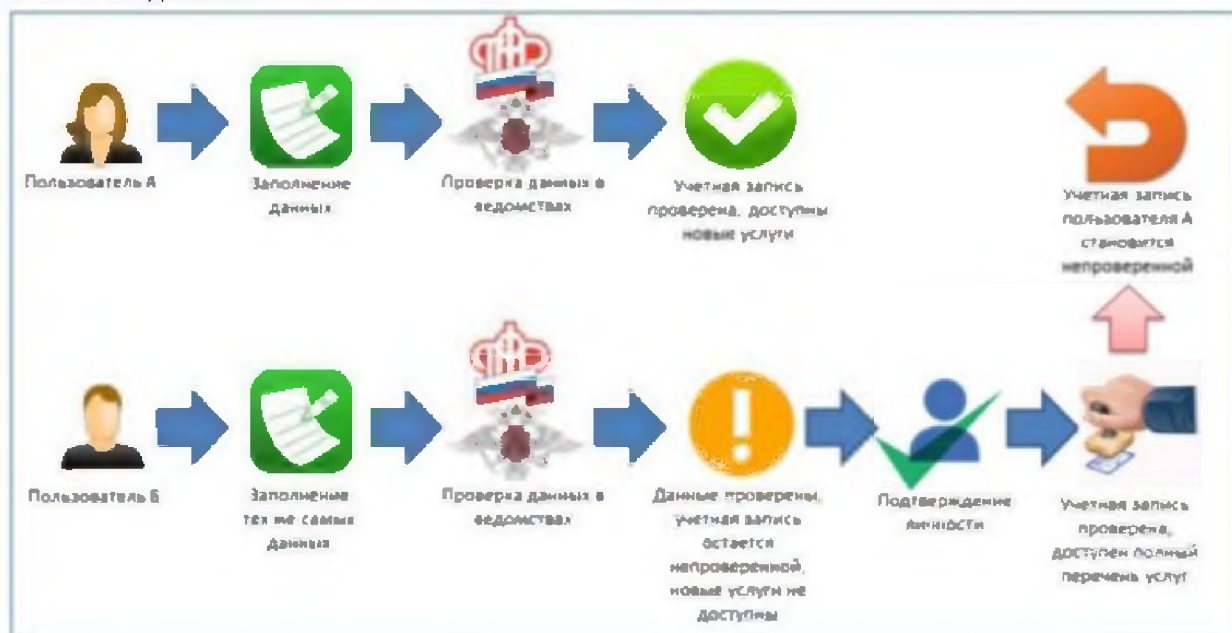 Пользователь А
Заполнение
данных
Проверка данных в
ведомствах
Учетная запись
проверена, доступны
новые услуги
Учетная запись
пользователя А
становится
непроверенной
Пользователь Б
Заполнение
тех же самых
данных
Проверка данных в
ведомствах
Данные проверены,
учетная запись
остается
непроверенной,
новые услуги не
доступны
Подтверждение
личности
Учетная запись
проверена,
доступен полный
перечень услуг